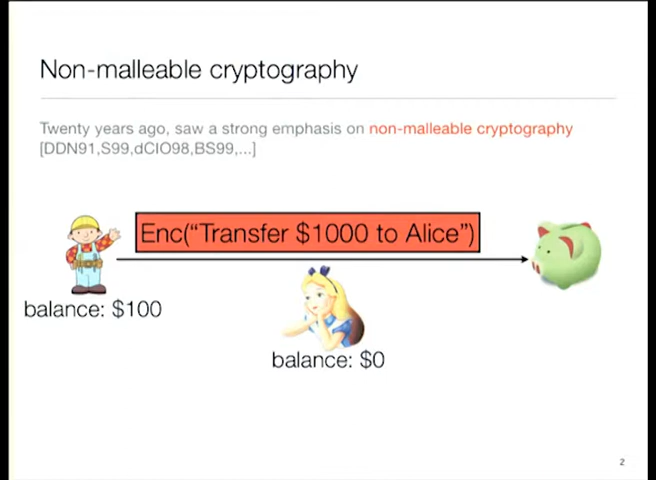 Non-malleable cryptography
Twenty years ago, saw a strong emphasis on non-malleable cryptography
[DDN91,S99,dCIO98,BS99,...]
Enc(“Transfer $1000 to Alice”)
balance: $100
balance: $0
2